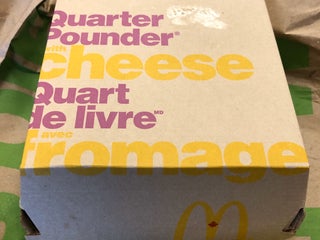 Quarter
Pounder®
with
cheese
Quart
de livre MD
avec
fromage